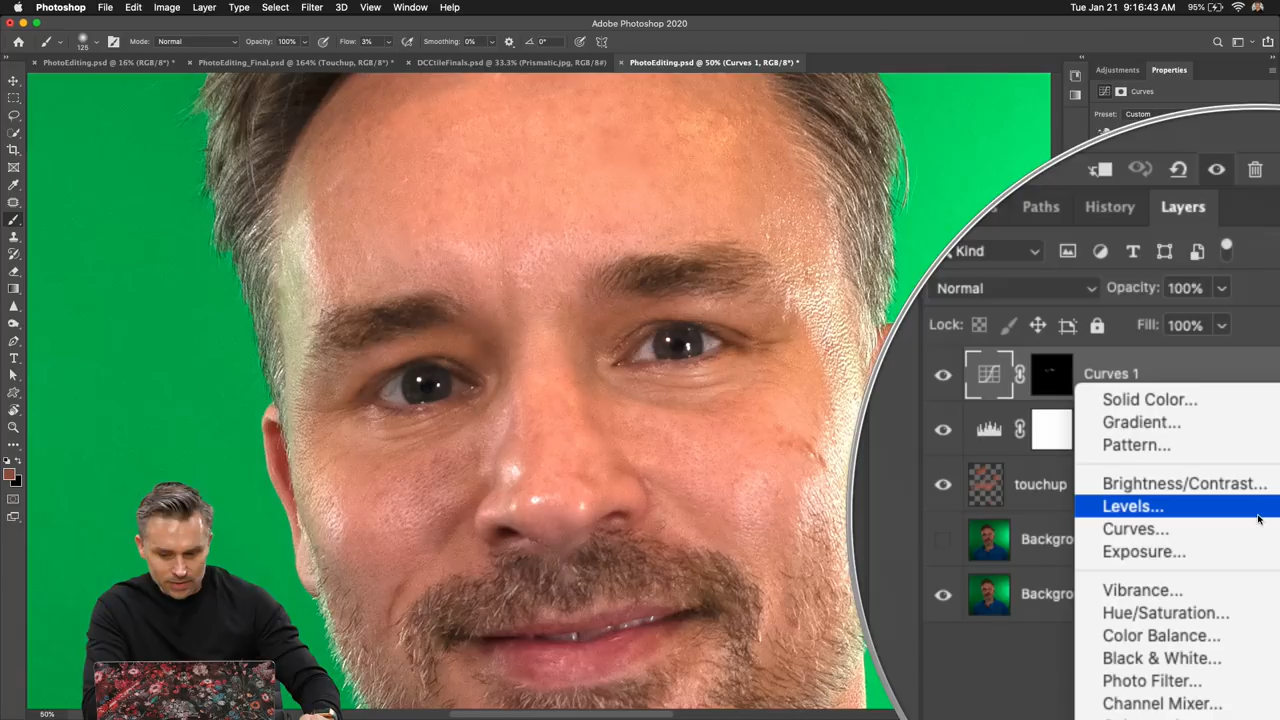 Photoshop File Edit Image Layer Type Select Filter 3D View Window Help
Tue Jan 21 9:16:43 AM 95%
Adobe Photoshop 2020
125 Mode: Normal Opacity: 100% Flow: 3% Smoothing: 0% 0°
PhotoEditing.psd @ 16% (RGB/8*) * PhotoEditing_Final.psd @ 164% (Touchup, RGB/8*) * DCCtileFinals.psd @ 33.3% (Prismatic.jpg, RGB/8#) PhotoEditing.psd @ 50% (Curves 1, RGB/8*) *
Adjustments Properties
Curves
Preset: Custom
Paths History Layers
Kind
Normal Opacity: 100%
Lock: Fill: 100%
Curves 1
touchup
Backgro
Backgro
Solid Color...
Gradient...
Pattern...
Brightness/Contrast...
Levels...
Curves...
Exposure...
Vibrance...
Hue/Saturation...
Color Balance...
Black & White...
Photo Filter...
Channel Mixer...
50%